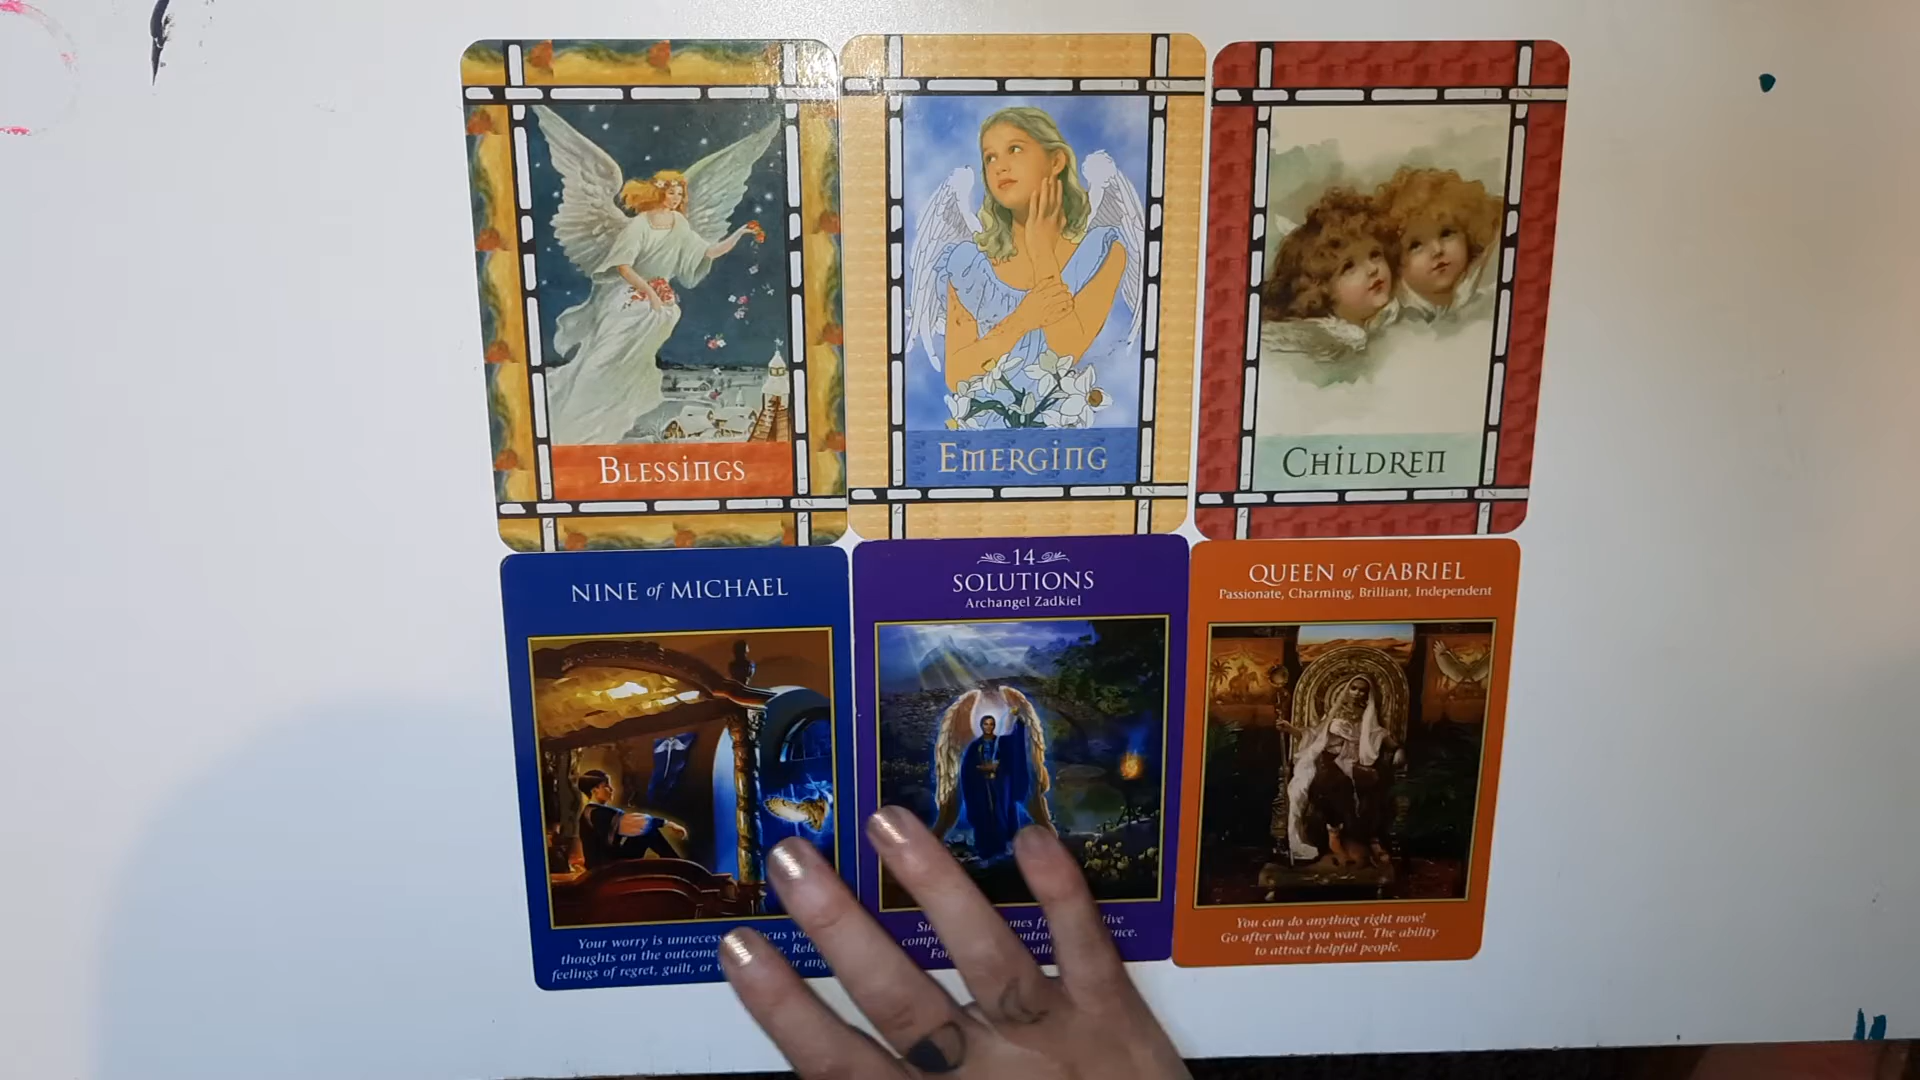 BLESSINGS
EMERGING
CHILDREN
NINE of MICHAEL
14
SOLUTIONS
Archangel Zadkiel
QUEEN of GABRIEL
Passionate, Charming, Brilliant, Independent
Your worry is
thoughts on the
feelings of regret, guilt, or
You can do anything right now!
Go after what you want. The ability
to attract helpful people.